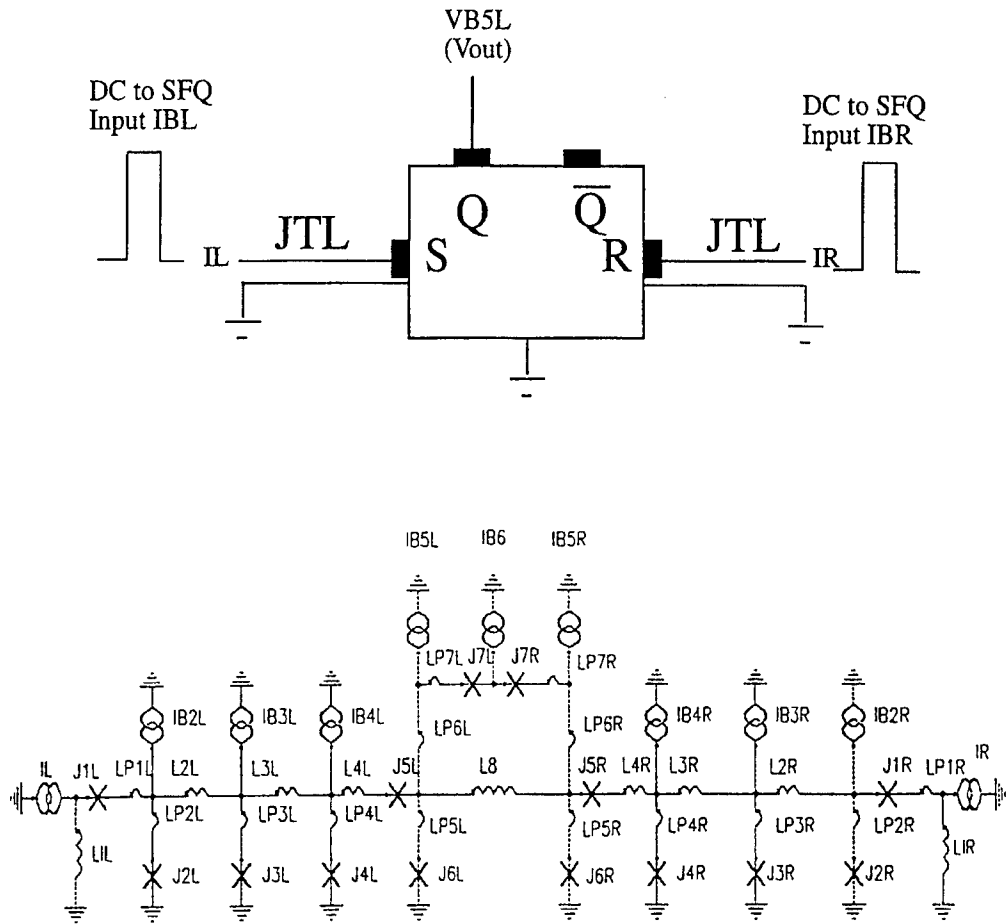 VB5L
(Vout)
DC to SFQ
Input IBL
DC to SFQ
Input IBR
Q
Q̅
IL
JTL
S
R
JTL
IR
IB5L
IB6
IB5R
LP7L
J7L
J7R
LP7R
IB2L
IB3L
IB4L
LP6L
LP6R
IB4R
IB3R
IB2R
IL
J1L
LP1L
L2L
L3L
L4L
J5L
L8
J5R
L4R
L3R
L2R
J1R
LP1R
IR
LP2L
LP3L
LP4L
LP5L
LP5R
LP4R
LP3R
LP2R
LIL
J2L
J3L
J4L
J6L
J6R
J4R
J3R
J2R
LIR